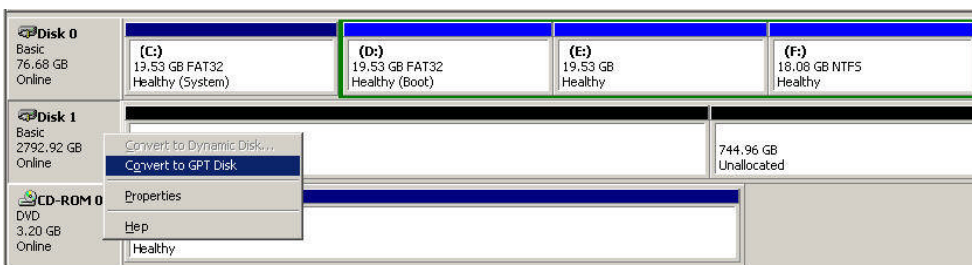 Disk 0
Basic
76.68 GB
Online
(C:)
19.53 GB FAT32
Healthy (System)
(D:)
19.53 GB FAT32
Healthy (Boot)
(E:)
19.53 GB
Healthy
(F:)
18.08 GB NTFS
Healthy
Disk 1
Basic
2792.92 GB
Online
744.96 GB
Unallocated
Convert to Dynamic Disk...
Convert to GPT Disk
Properties
Help
CD-ROM 0
DVD
3.20 GB
Online
Healthy